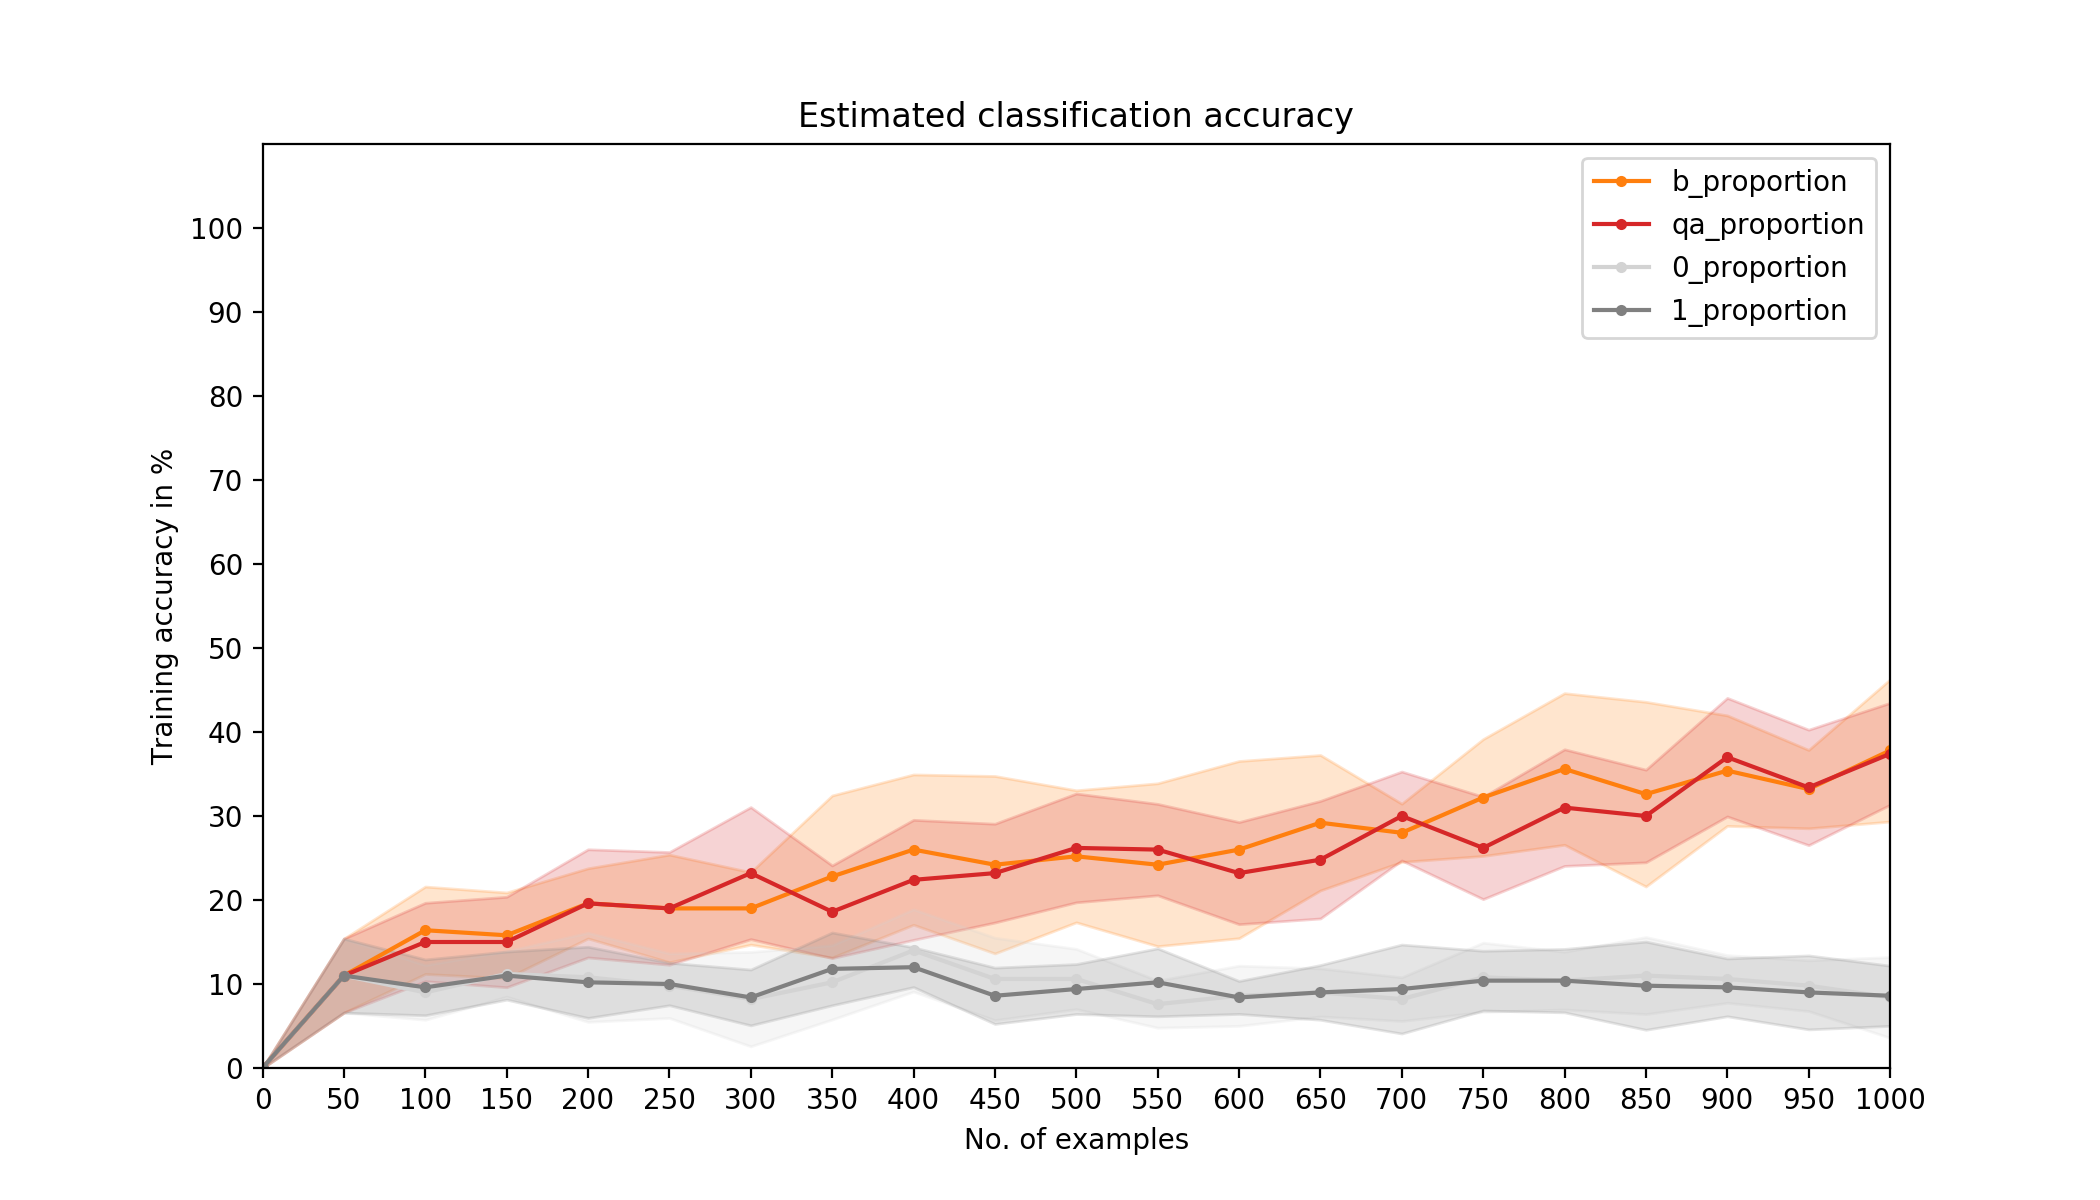 Estimated classification accuracy
b_proportion
qa_proportion
0_proportion
1_proportion
Training accuracy in %
100
90
80
70
60
50
40
30
20
10
0
0 50 100 150 200 250 300 350 400 450 500 550 600 650 700 750 800 850 900 950 1000
No. of examples